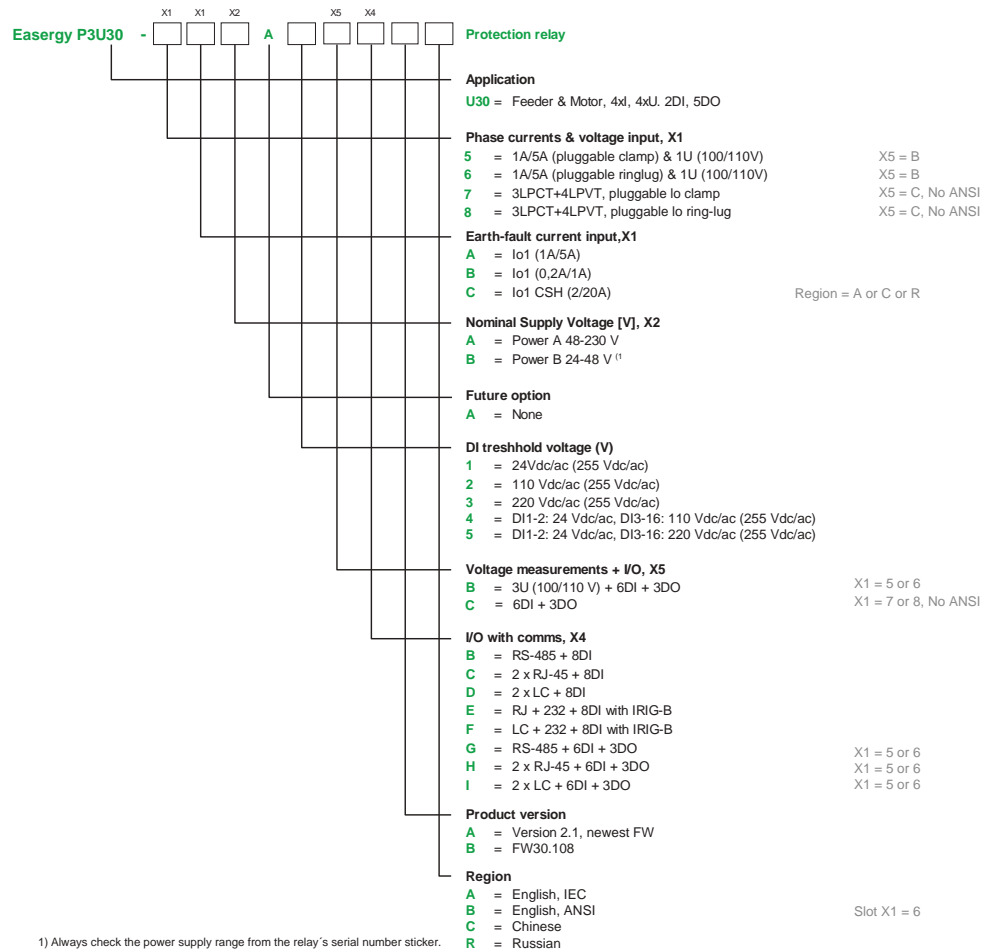 X1 X1 X2 X5 X4
Easergy P3U30 - A Protection relay
Application
U30 = Feeder & Motor, 4xI, 4xU. 2DI, 5DO
Phase currents & voltage input, X1
5 = 1A/5A (pluggable clamp) & 1U (100/110V) X5 = B
6 = 1A/5A (pluggable ringlug) & 1U (100/110V) X5 = B
7 = 3LPCT+4LPVT, pluggable Io clamp X5 = C, No ANSI
8 = 3LPCT+4LPVT, pluggable Io ring-lug X5 = C, No ANSI
Earth-fault current input,X1
A = Io1 (1A/5A)
B = Io1 (0,2A/1A)
C = Io1 CSH (2/20A) Region = A or C or R
Nominal Supply Voltage [V], X2
A = Power A 48-230 V
B = Power B 24-48 V (1
Future option
A = None
DI treshhold voltage (V)
1 = 24Vdc/ac (255 Vdc/ac)
2 = 110 Vdc/ac (255 Vdc/ac)
3 = 220 Vdc/ac (255 Vdc/ac)
4 = DI1-2: 24 Vdc/ac, DI3-16: 110 Vdc/ac (255 Vdc/ac)
5 = DI1-2: 24 Vdc/ac, DI3-16: 220 Vdc/ac (255 Vdc/ac)
Voltage measurements + I/O, X5
B = 3U (100/110 V) + 6DI + 3DO X1 = 5 or 6
C = 6DI + 3DO X1 = 7 or 8, No ANSI
I/O with comms, X4
B = RS-485 + 8DI
C = 2 x RJ-45 + 8DI
D = 2 x LC + 8DI
E = RJ + 232 + 8DI with IRIG-B
F = LC + 232 + 8DI with IRIG-B
G = RS-485 + 6DI + 3DO X1 = 5 or 6
H = 2 x RJ-45 + 6DI + 3DO X1 = 5 or 6
I = 2 x LC + 6DI + 3DO X1 = 5 or 6
Product version
A = Version 2.1, newest FW
B = FW30.108
Region
A = English, IEC
B = English, ANSI Slot X1 = 6
C = Chinese
R = Russian
1) Always check the power supply range from the relay´s serial number sticker.